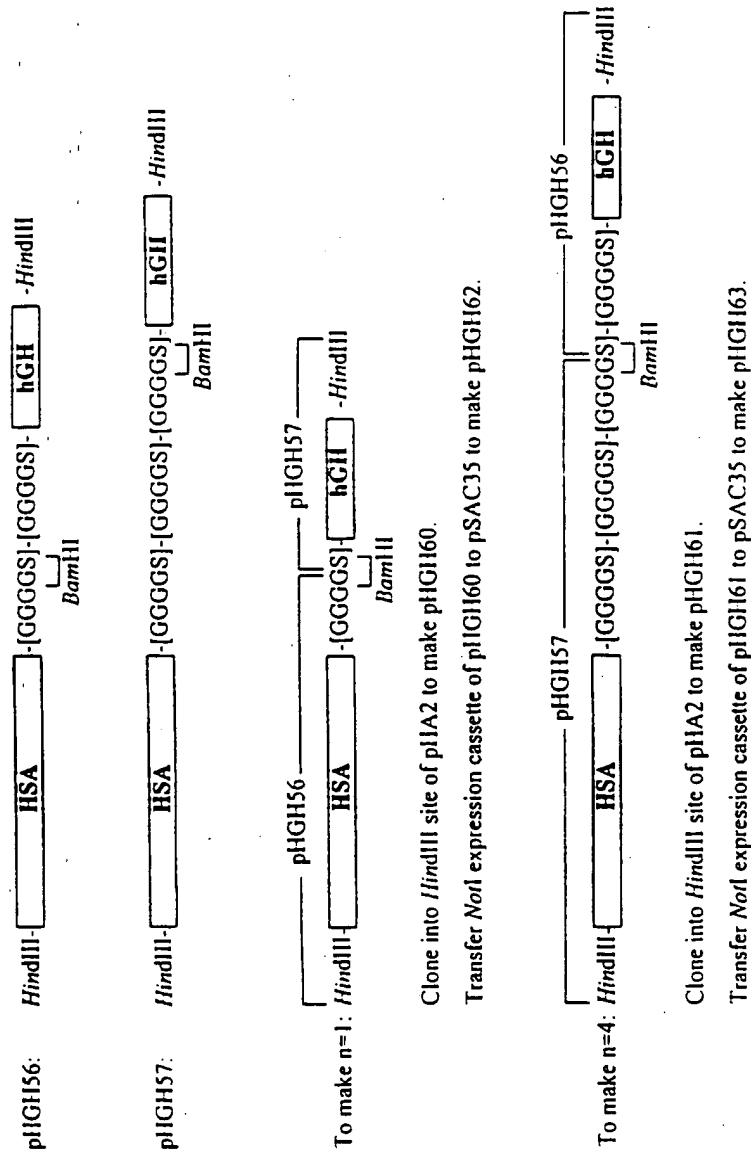 pHGH56: HindIII- HSA -[GGGGS]-[GGGGS]- hGH -HindIII
BamHI
pHGH57: HindIII- HSA -[GGGGS]-[GGGGS]-[GGGGS]- hGH -HindIII
BamHI
pHGH56 pHGH57
To make n=1: HindIII- HSA -[GGGGS]- hGH -HindIII
BamHI
Clone into HindIII site of pHA2 to make pHGH60.
Transfer NotI expression cassette of pHGH60 to pSAC35 to make pHGH62.
pHGH57 pHGH56
To make n=4: HindIII- HSA -[GGGGS]-[GGGGS]-[GGGGS]-[GGGGS]- hGH -HindIII
BamHI
Clone into HindIII site of pHA2 to make pHGH61.
Transfer NotI expression cassette of pHGH61 to pSAC35 to make pHGH63.